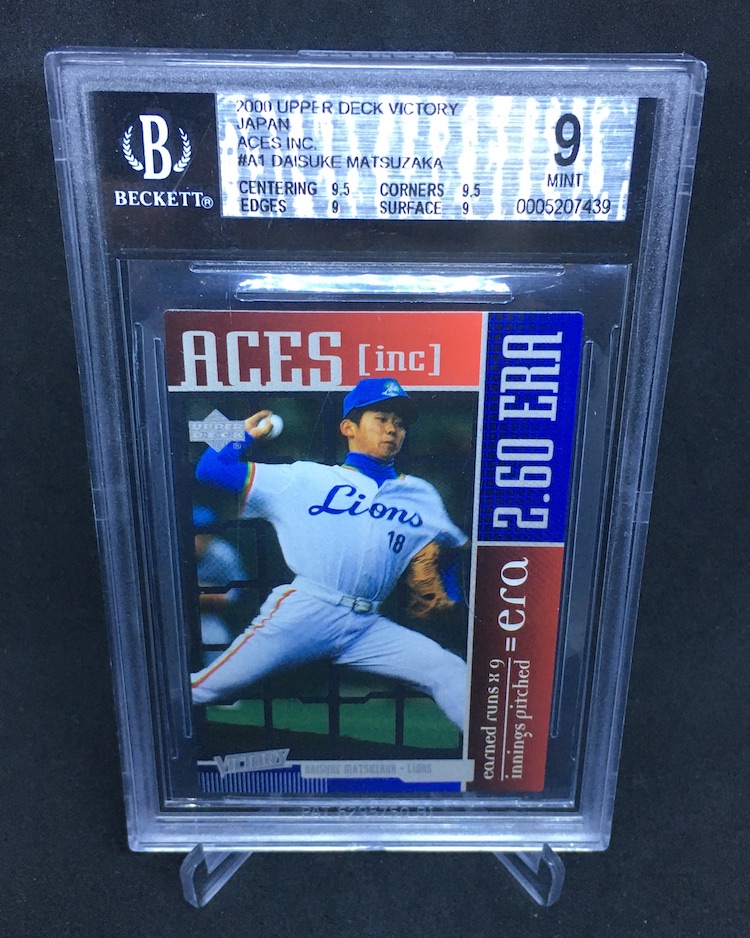 2000 UPPER DECK VICTORY
JAPAN
ACES INC.
#A1 DAISUKE MATSUZAKA
CENTERING 9.5 CORNERS 9.5
EDGES 9 SURFACE 9
9
MINT
0005207439
B
BECKETT®
ACES [inc]
2.60 ERA
UPPER
DECK
Lions
18
earned runs x 9
innings pitched
= era
VICTORY
DAISUKE MATSUZAKA • LIONS